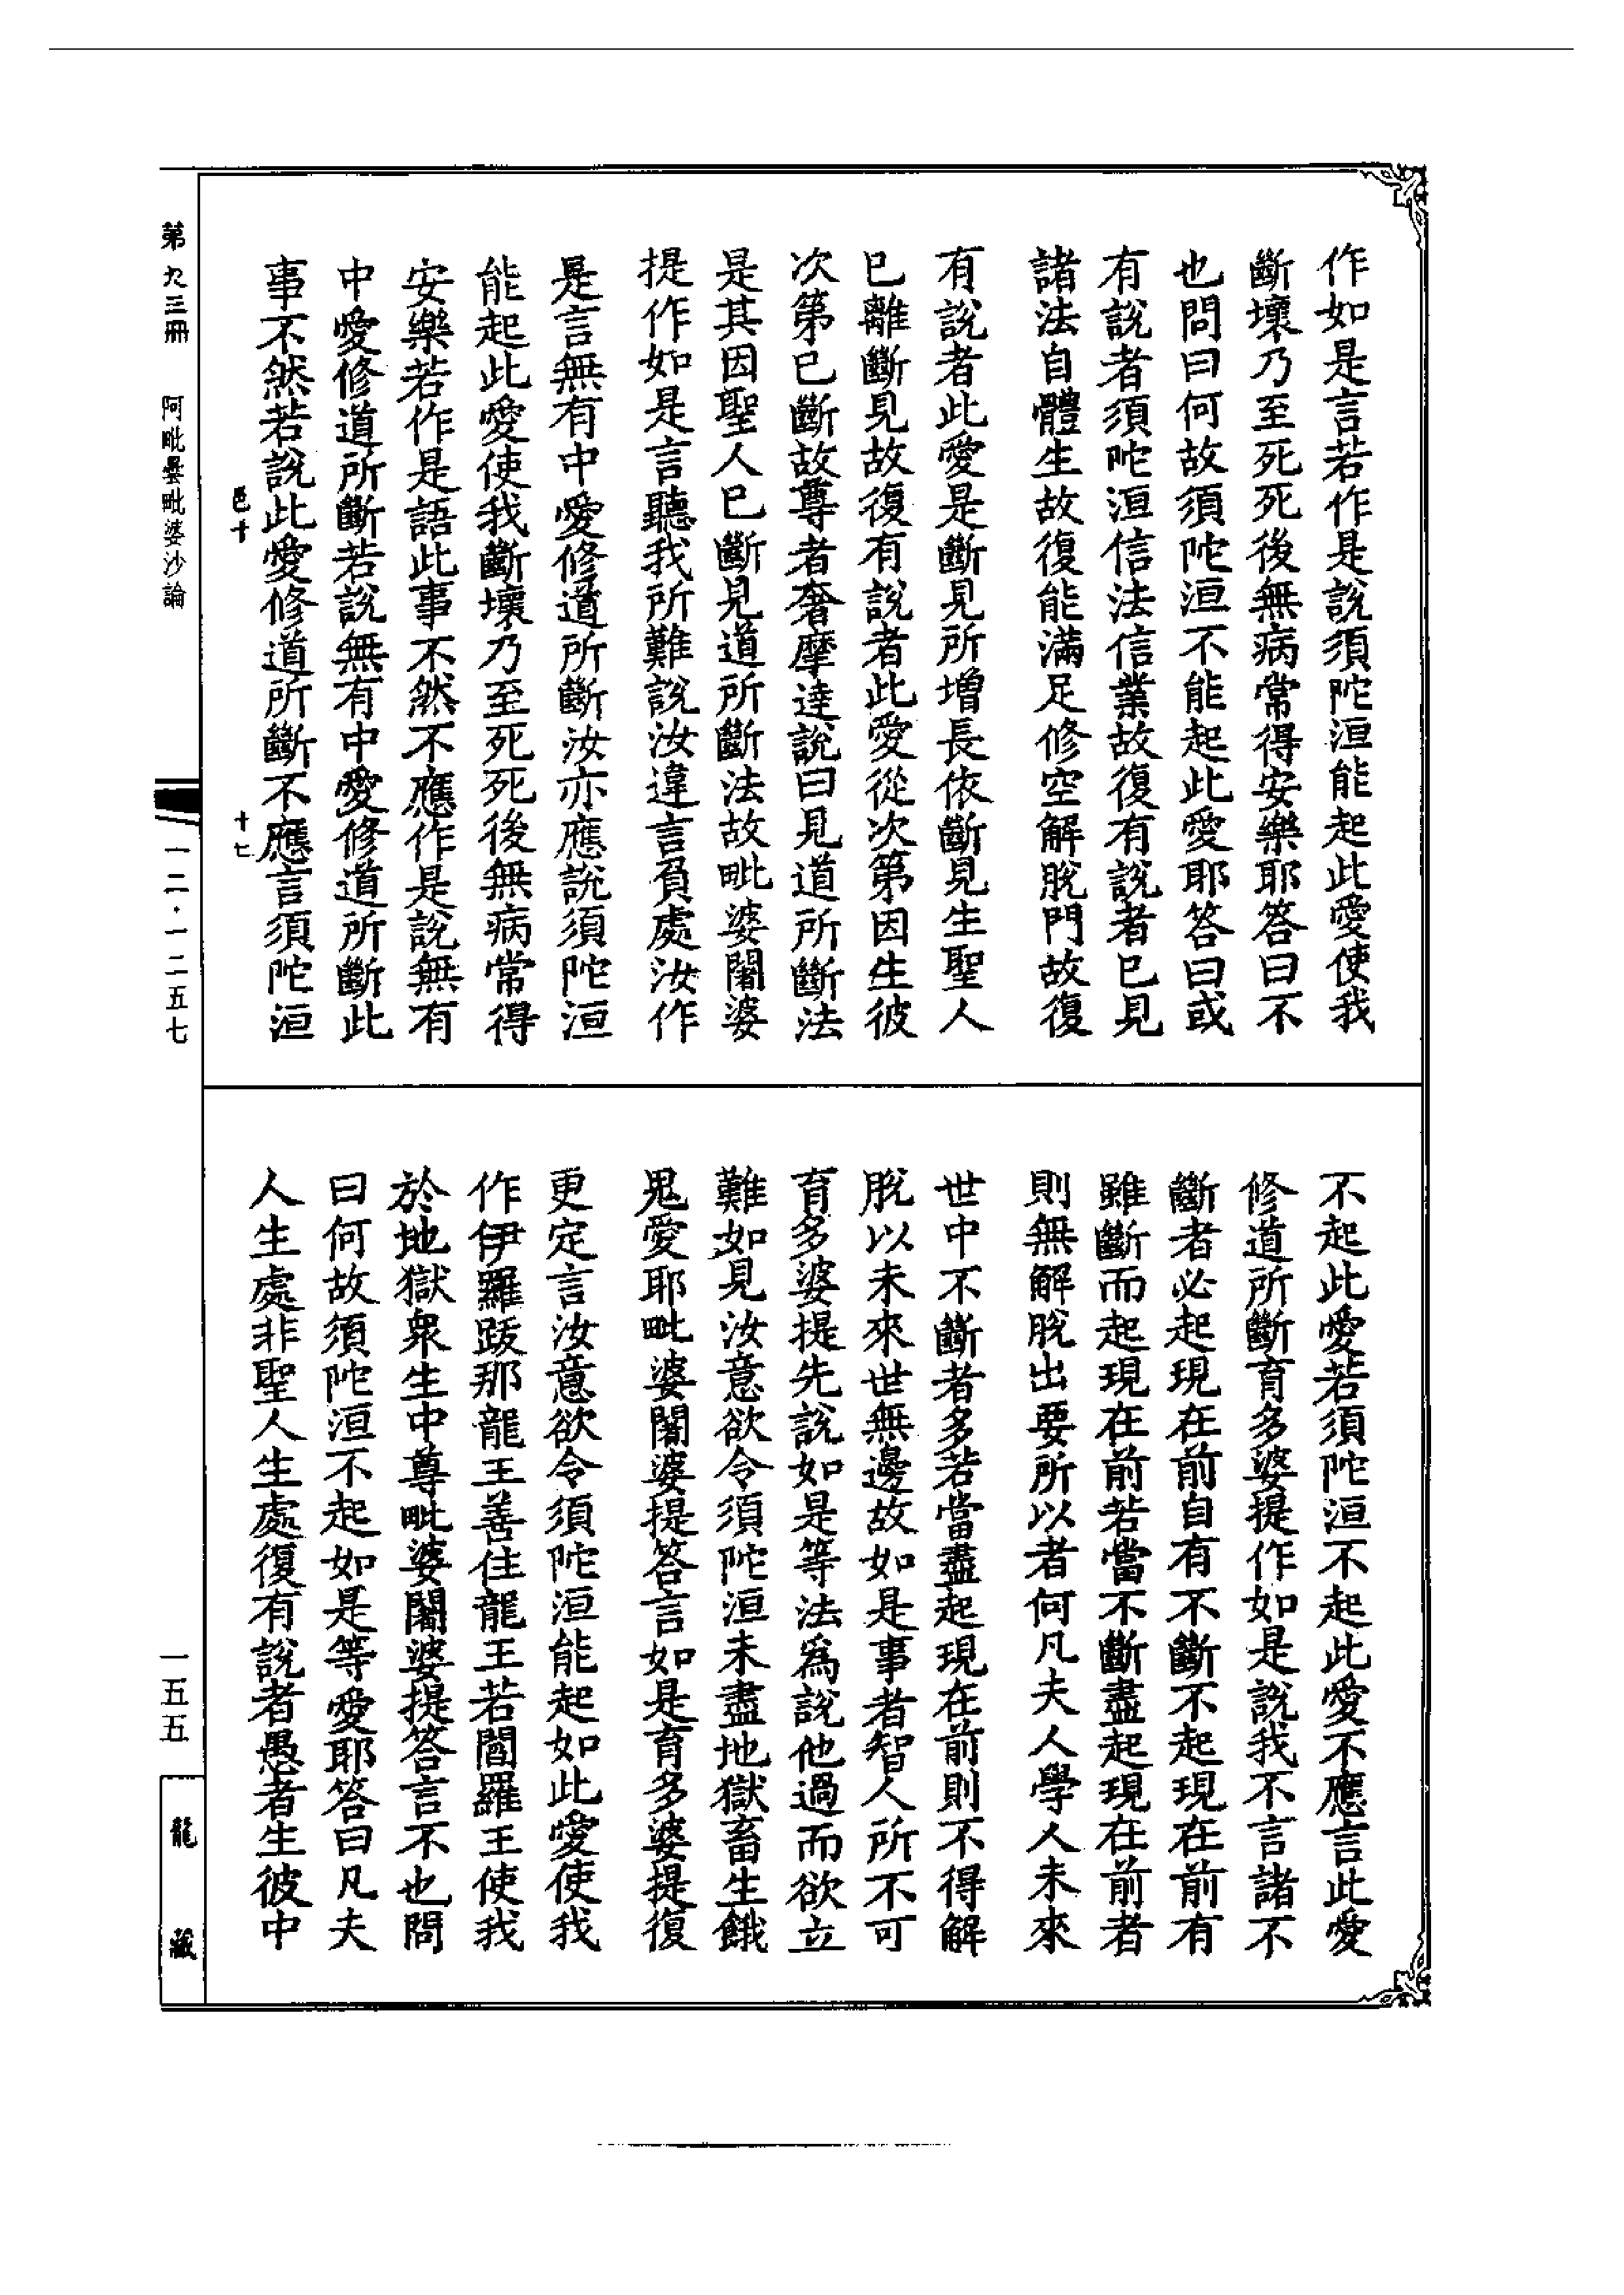 作如是言若作是說須陀洹能起此愛使我
斷壞乃至死死後無病常得安樂耶答曰不
也問曰何故須陀洹不能起此愛耶答曰或
有說者須陀洹信法信業故復有說者已見
諸法自體生故復能滿足修空解脫門故復
有說者此愛是斷見所增長依斷見生聖人
已離斷見故復有說者此愛從次第因生彼
次第已斷故尊者奢摩達說曰見道所斷法
是其因聖人已斷見道所斷法故毗婆闍婆
提作如是言聽我所難說汝違言負處汝作
是言無有中愛修道所斷汝亦應說須陀洹
能起此愛使我斷壞乃至死死後無病常得
安樂若作是語此事不然不應作是說無有
中愛修道所斷若說無有中愛修道所斷此
事不然若說此愛修道所斷不應言須陀洹
邑十 十七
不起此愛若須陀洹不起此愛不應言此愛
修道所斷育多婆提作如是說我不言諸不
斷者必起現在前自有不斷不起現在前有
雖斷而起現在前若當不斷盡起現在前者
則無解脫出要所以者何凡夫人學人未來
世中不斷者多若當盡起現在前則不得解
脫以未來世無邊故如是事者智人所不可
育多婆提先說如是等法為說他過而欲立
難如見汝意欲令須陀洹未盡地獄畜生餓
鬼愛耶毗婆闍婆提答言如是育多婆提復
更定言汝意欲令須陀洹能起如此愛使我
作伊羅跋那龍王善住龍王若閻羅王使我
於地獄衆生中尊毗婆闍婆提答言不也問
曰何故須陀洹不起如是等愛耶答曰凡夫
人生處非聖人生處復有說者愚者生彼中
第九三冊 阿毗曇毗婆沙論 一二·一二五七 一五五 龍藏